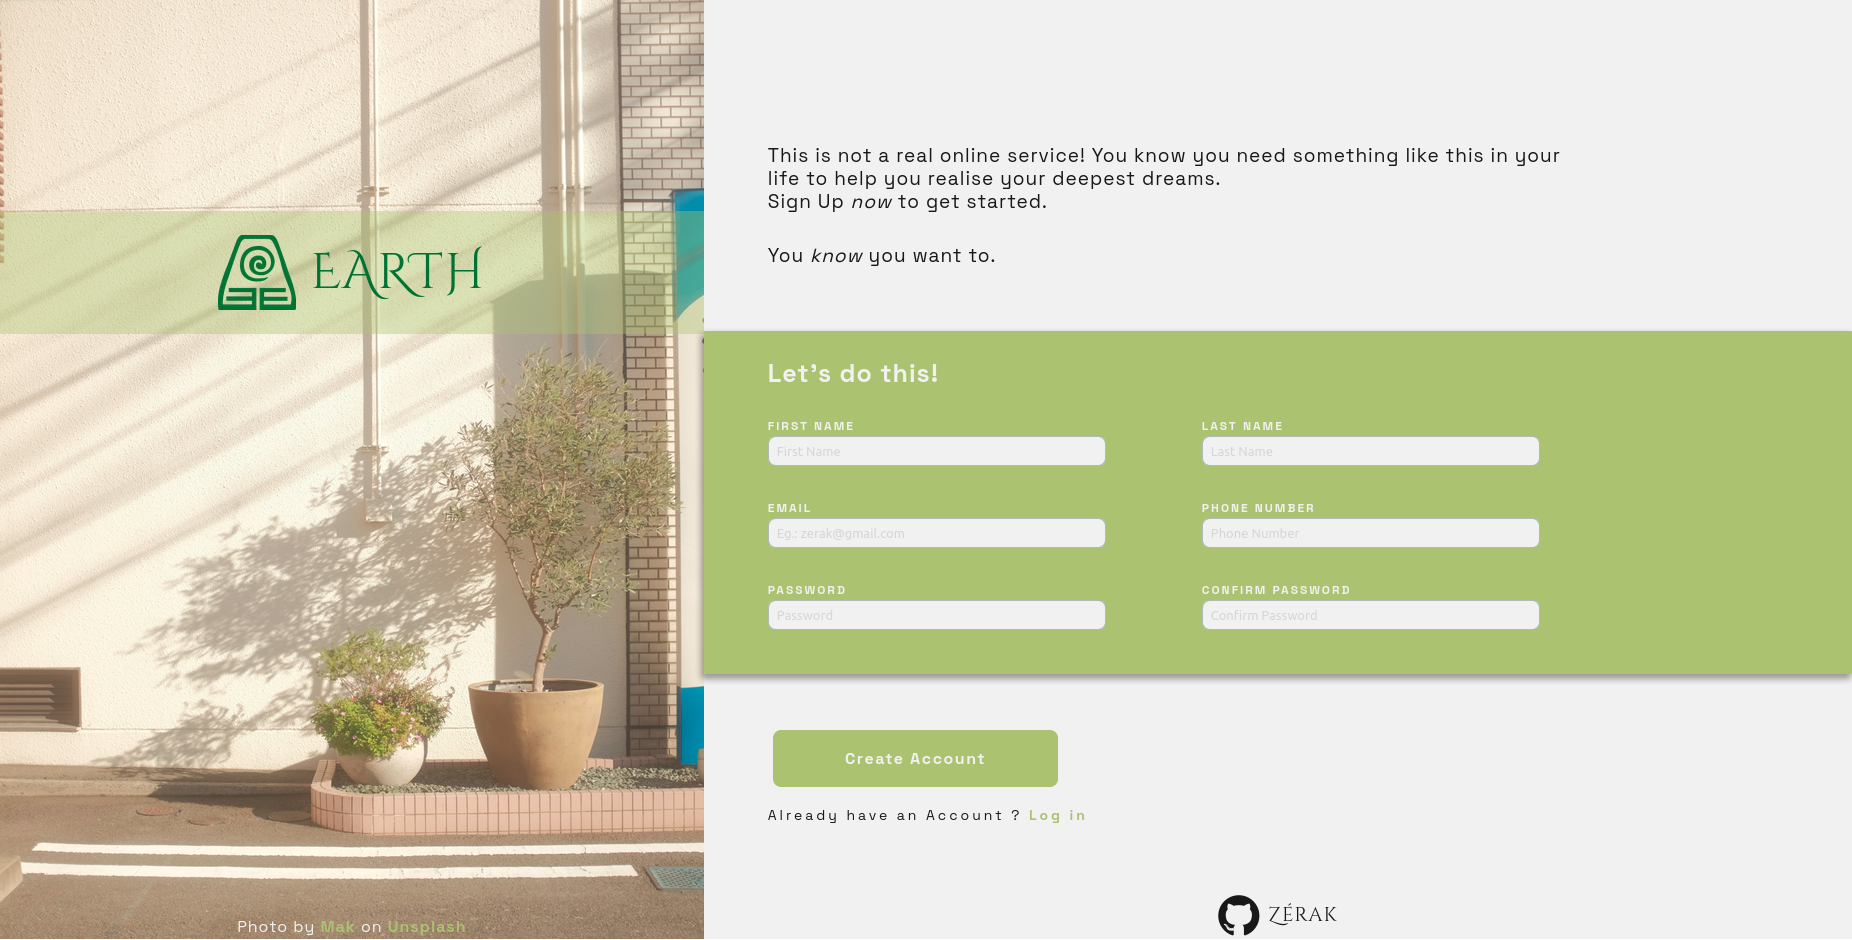 EARTH
Photo by Mak on Unsplash
This is not a real online service! You know you need something like this in your
life to help you realise your deepest dreams.
Sign Up now to get started.
You know you want to.
Let's do this!
FIRST NAME
First Name
LAST NAME
Last Name
EMAIL
Eg.: zerak@gmail.com
PHONE NUMBER
Phone Number
PASSWORD
Password
CONFIRM PASSWORD
Confirm Password
Create Account
Already have an Account ? Log in
ZÉRAK